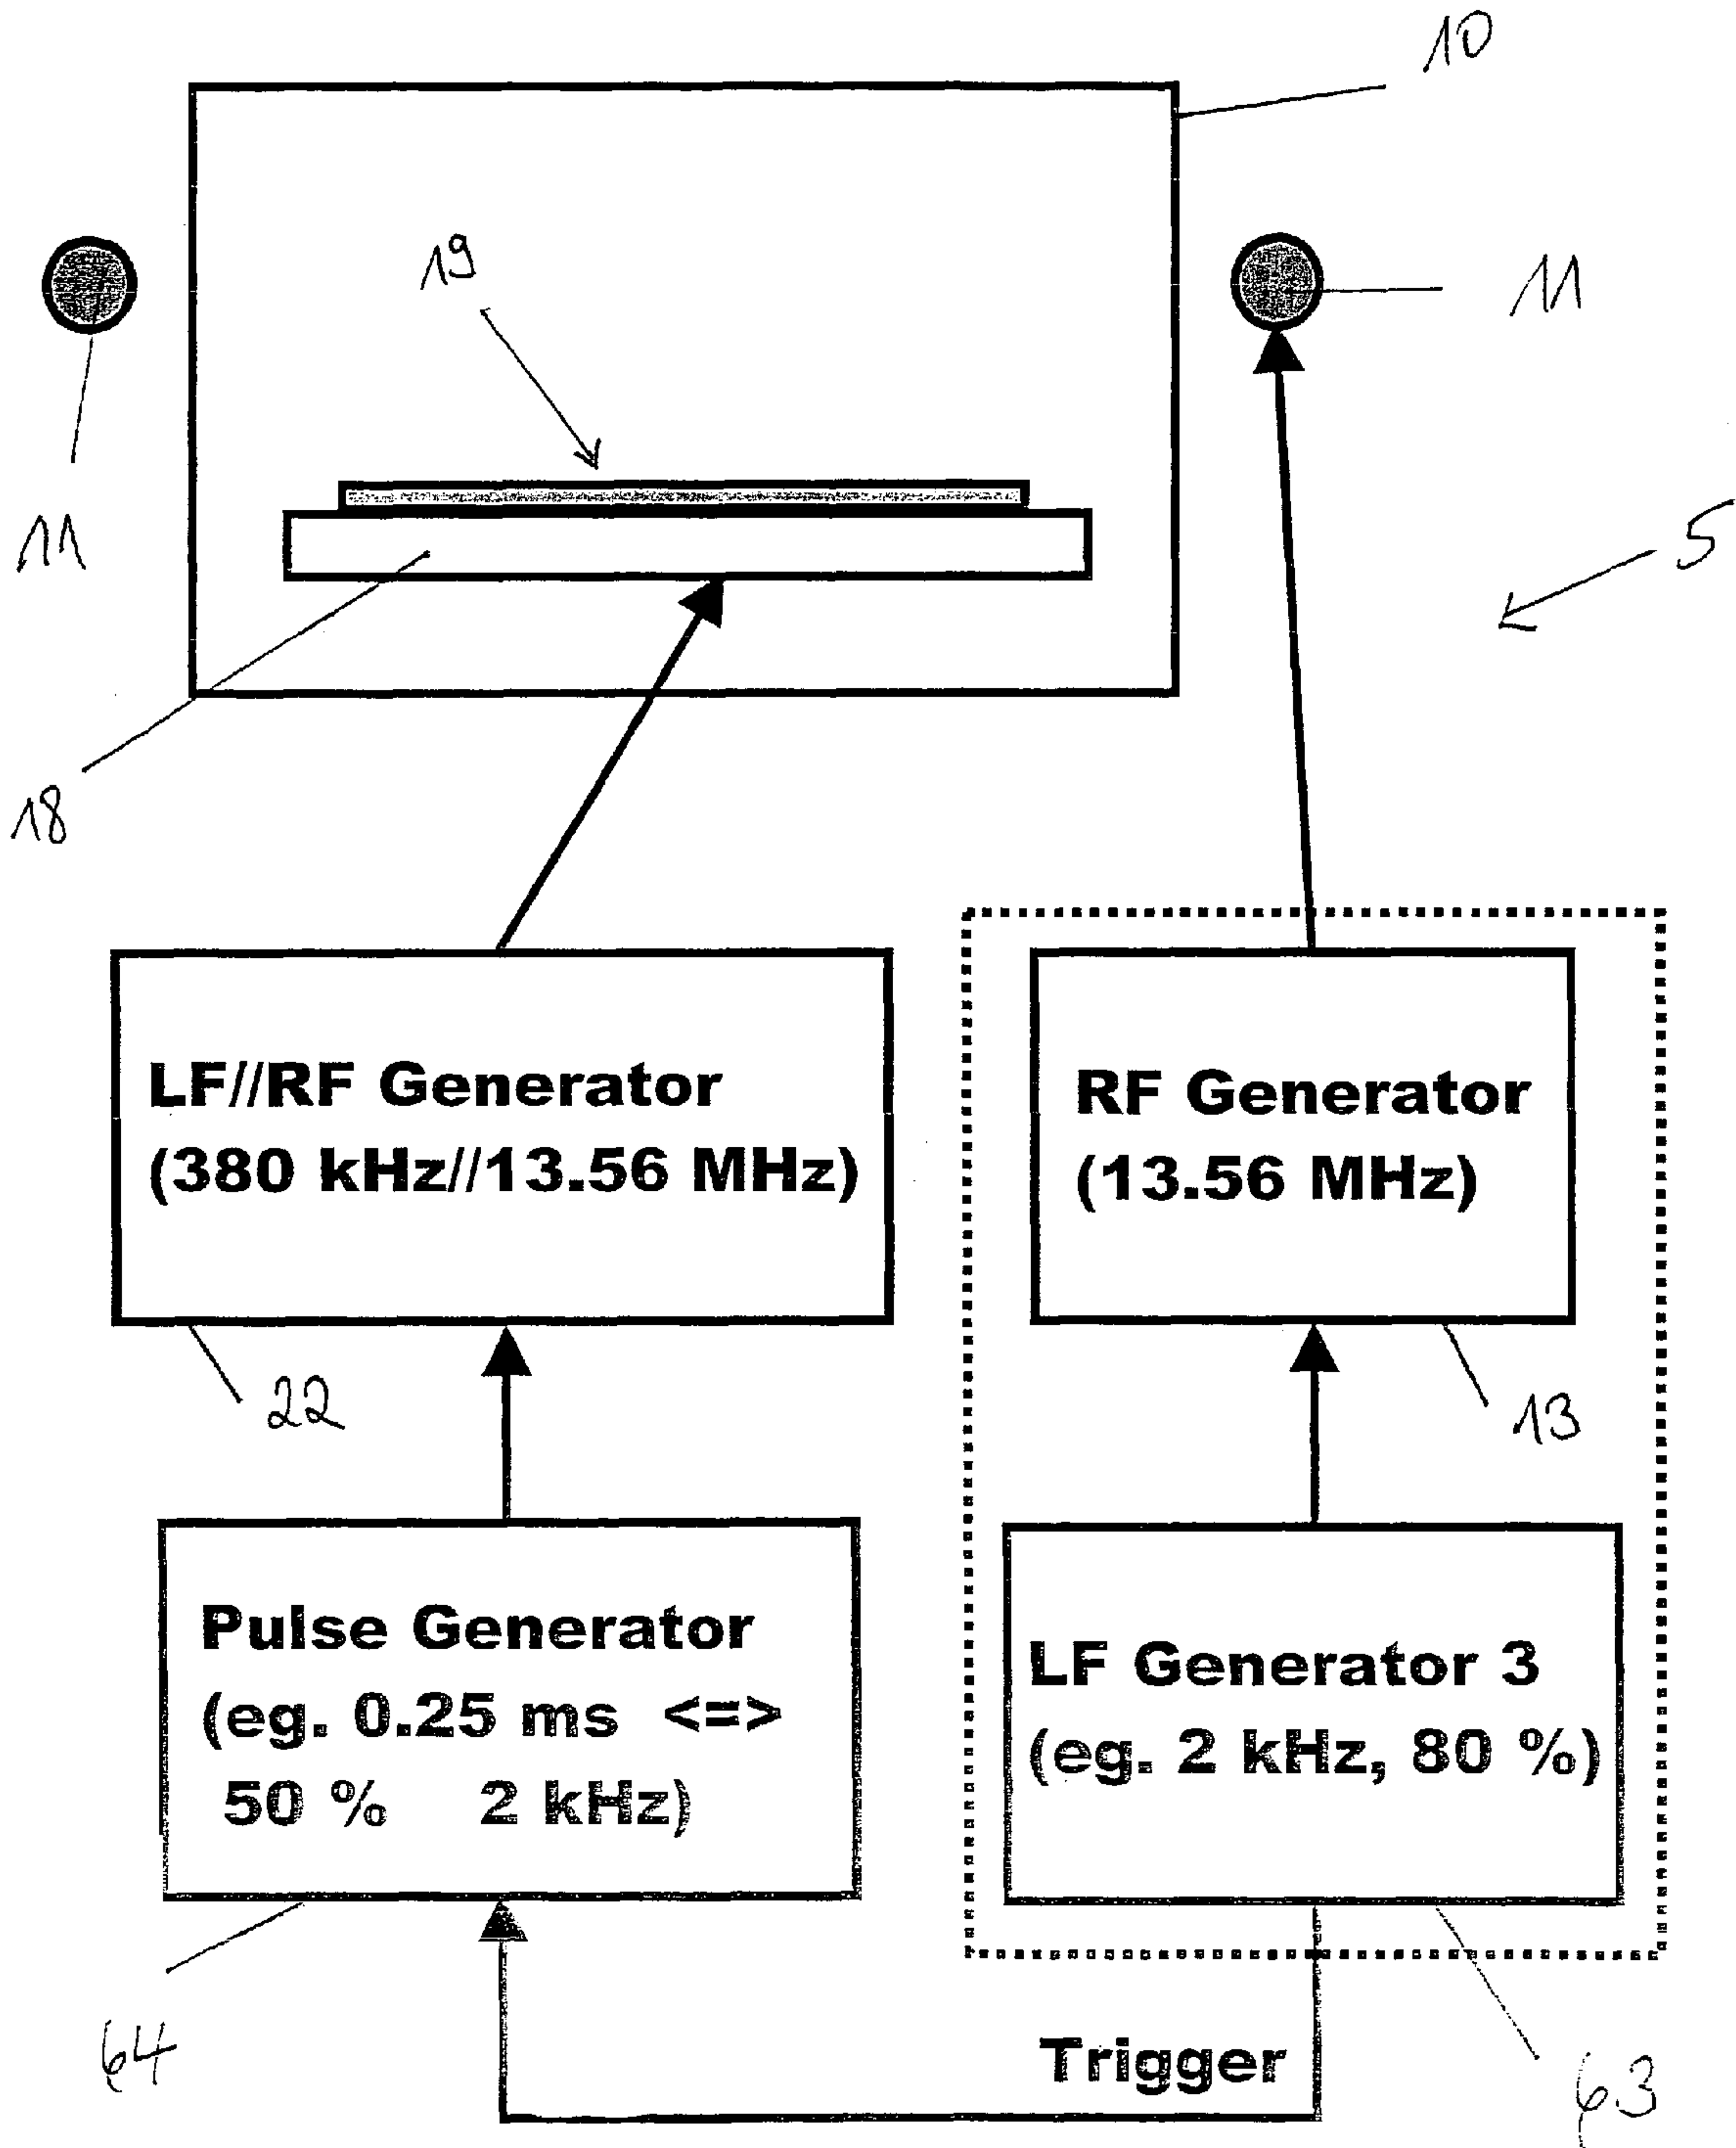 10
19
11
11
5
18
LF//RF Generator
(380 kHz//13.56 MHz)
RF Generator
(13.56 MHz)
22
13
Pulse Generator
(eg. 0.25 ms <=>
50 % 2 kHz)
LF Generator 3
(eg. 2 kHz, 80 %)
64
Trigger
63